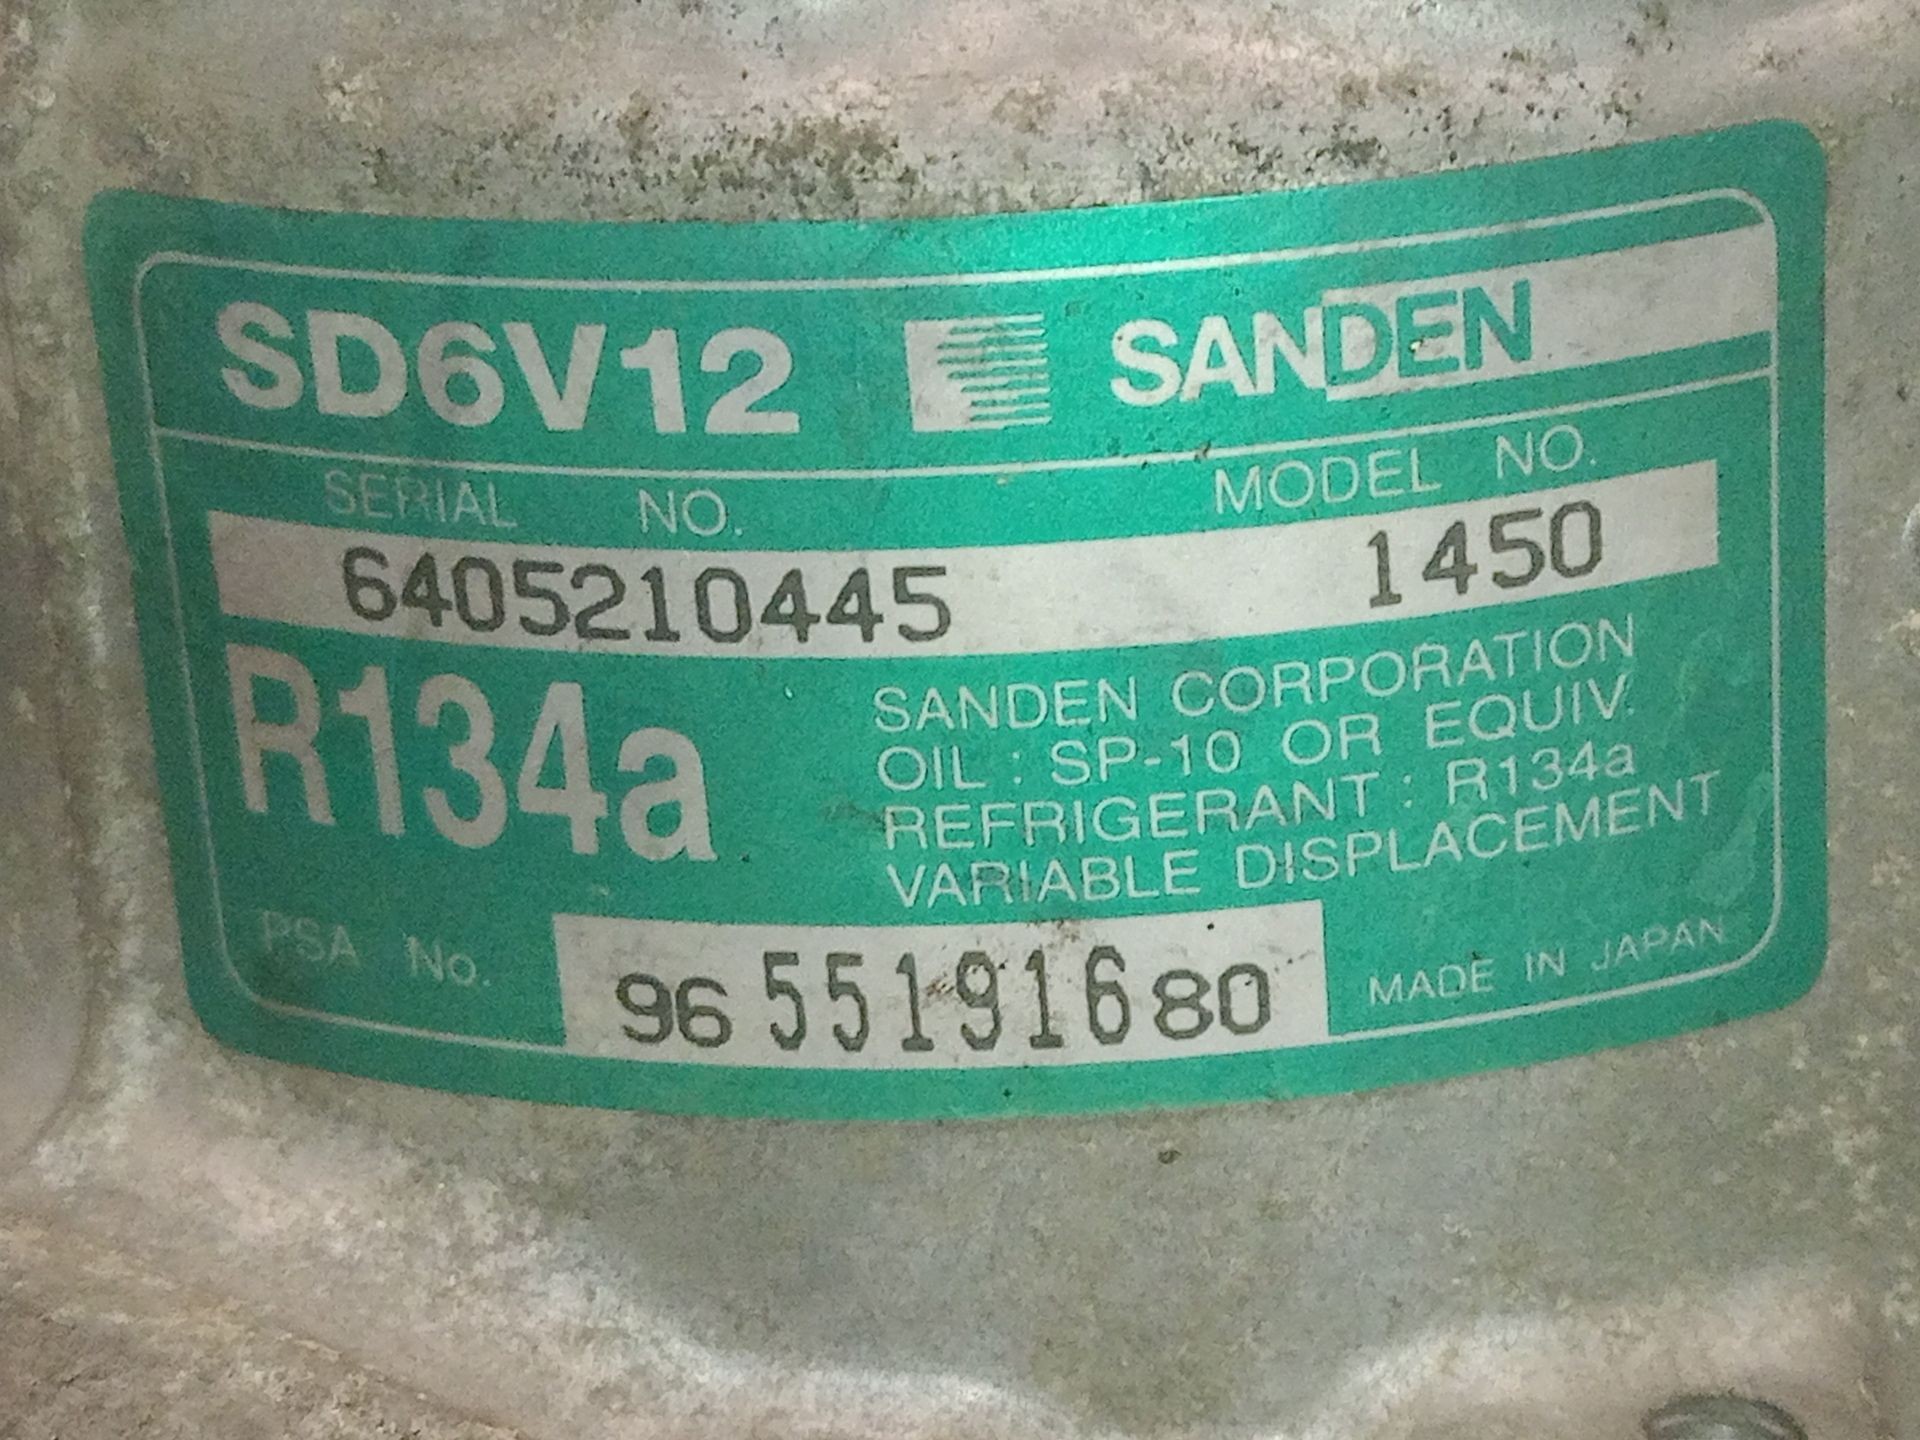 SD6V12 SANDEN
SERIAL NO. MODEL NO.
6405210445 1450
R134a
SANDEN CORPORATION
OIL : SP-10 OR EQUIV.
REFRIGERANT : R134a
VARIABLE DISPLACEMENT
PSA No. 96 551916 80 MADE IN JAPAN